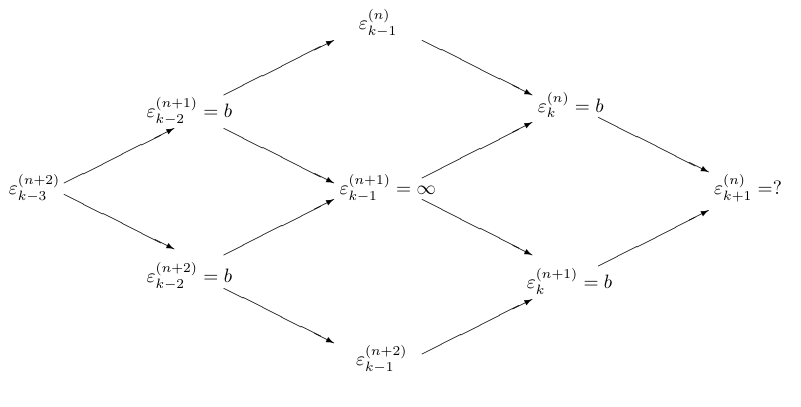 ε_{k−1}^{(n)}
ε_{k−2}^{(n+1)} = b
ε_k^{(n)} = b
ε_{k−3}^{(n+2)}
ε_{k−1}^{(n+1)} = ∞
ε_{k+1}^{(n)} =?
ε_{k−2}^{(n+2)} = b
ε_k^{(n+1)} = b
ε_{k−1}^{(n+2)}